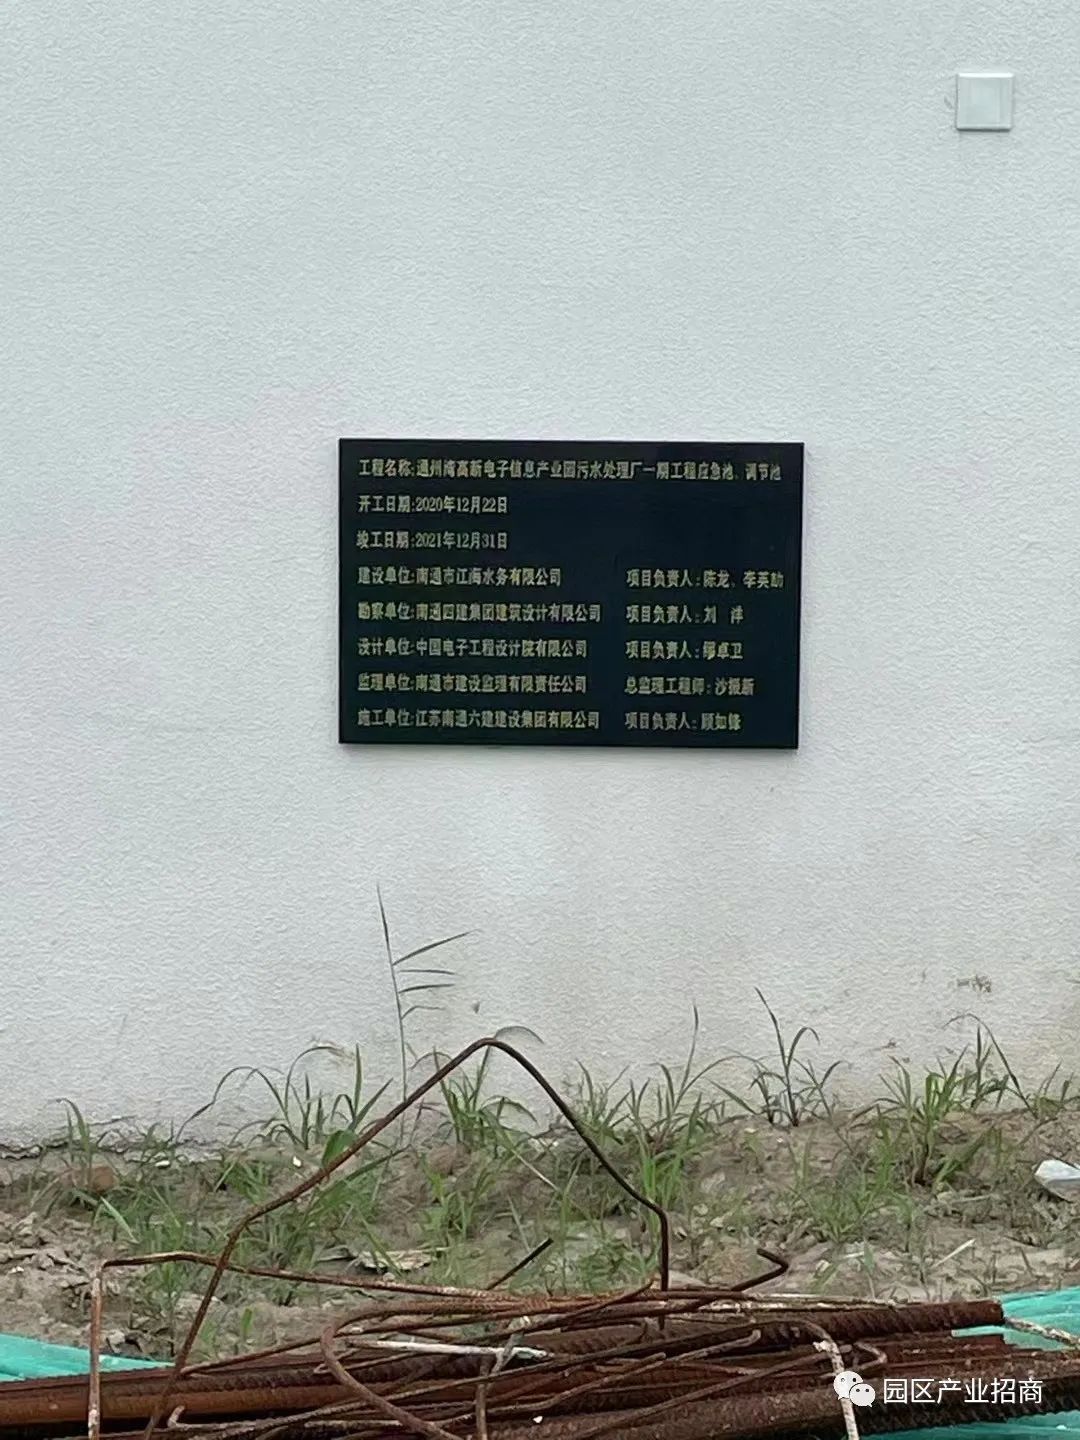 工程名称:通州湾高新电子信息产业园污水处理厂一期工程应急池、调节池
开工日期:2020年12月22日
竣工日期:2021年12月31日
建设单位:南通市江海水务有限公司 项目负责人:陈龙、李英
勘察单位:南通四建集团建筑设计有限公司 项目负责人:刘 洋
设计单位:中国电子工程设计院有限公司 项目负责人:缪卓卫
监理单位:南通市建设监理有限责任公司 总监理工程师:沙振新
施工单位:江苏南通六建建设集团有限公司 项目负责人:顾如锋
园区产业招商